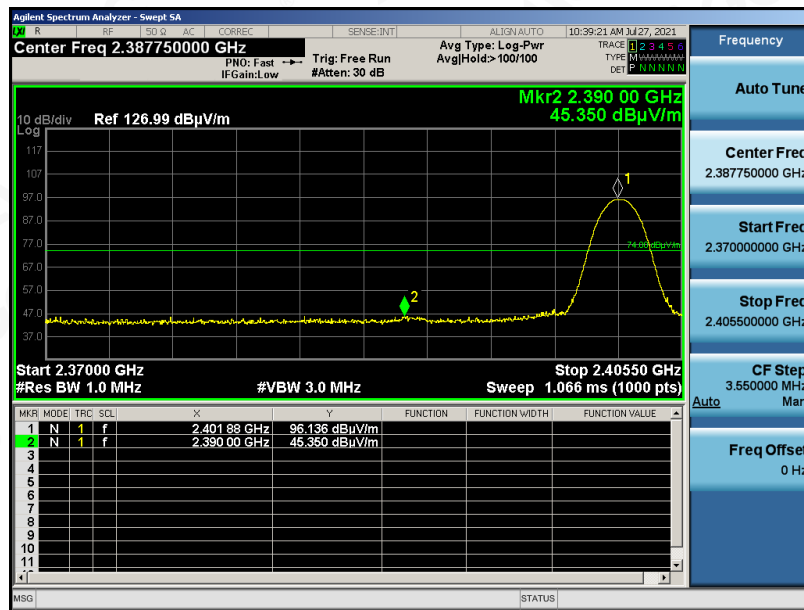 Agilent Spectrum Analyzer - Swept SA
LXI R RF 50 Ω AC CORREC SENSE:INT ALIGN AUTO 10:39:21 AM Jul 27, 2021
Center Freq 2.387750000 GHz
PNO: Fast
IFGain:Low
Trig: Free Run
#Atten: 30 dB
Avg Type: Log-Pwr
Avg|Hold:>100/100
TRACE 1 2 3 4 5 6
TYPE M
DET P N N N N N
Mkr2 2.390 00 GHz
45.350 dBµV/m
10 dB/div Ref 126.99 dBµV/m
Log
117
107
97.0
87.0
77.0
67.0
57.0
47.0
37.0
1
74.00 dBµV/m
2
Start 2.37000 GHz Stop 2.40550 GHz
#Res BW 1.0 MHz #VBW 3.0 MHz Sweep 1.066 ms (1000 pts)
MKR MODE TRC SCL X Y FUNCTION FUNCTION WIDTH FUNCTION VALUE
1 N 1 f 2.401 88 GHz 96.136 dBµV/m
2 N 1 f 2.390 00 GHz 45.350 dBµV/m
3
4
5
6
7
8
9
10
11
MSG STATUS
Frequency
Auto Tune
Center Freq
2.387750000 GHz
Start Freq
2.370000000 GHz
Stop Freq
2.405500000 GHz
CF Step
3.550000 MHz
Auto Man
Freq Offset
0 Hz